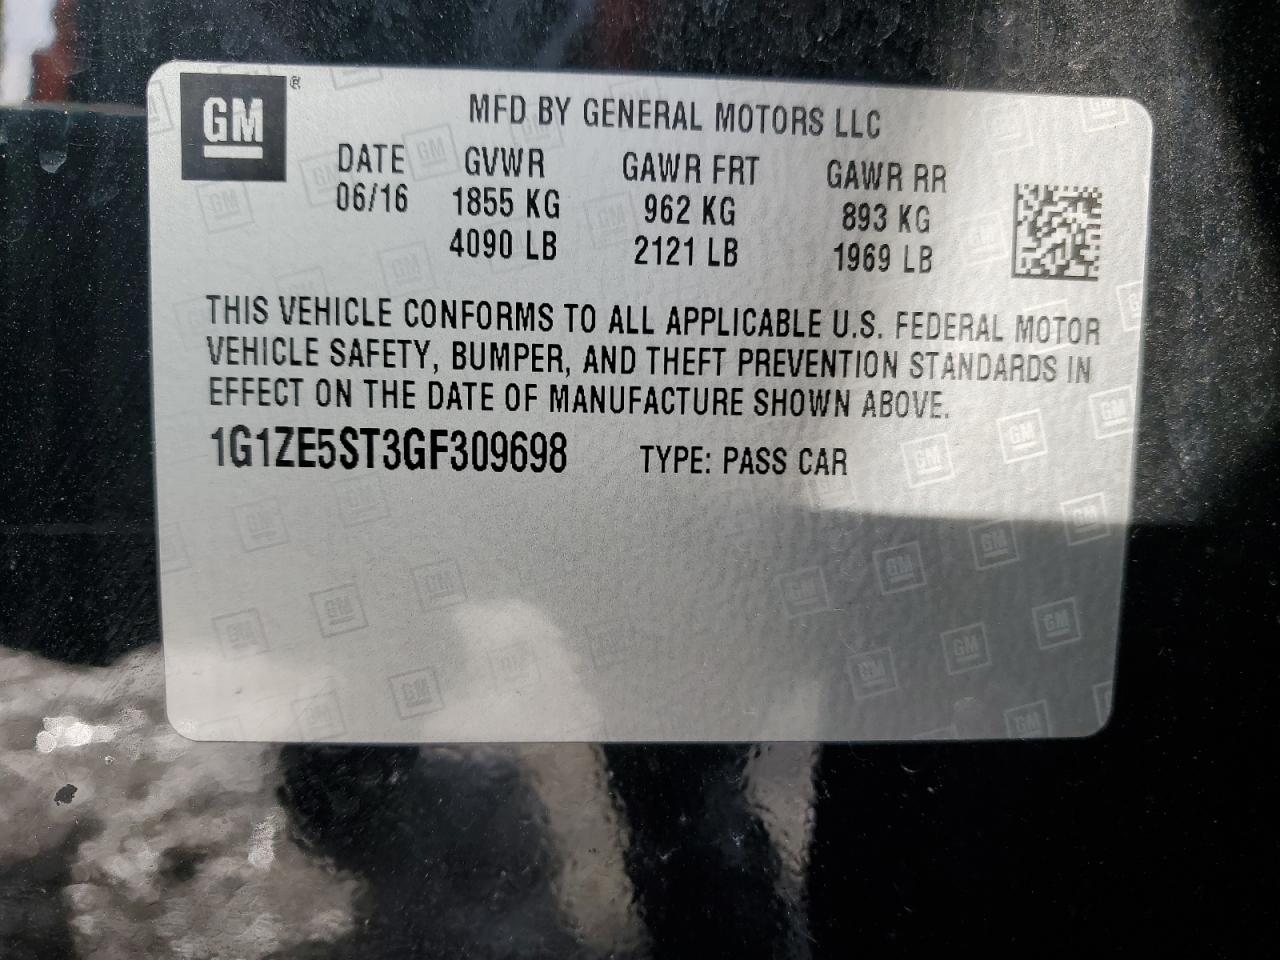 GM ®
MFD BY GENERAL MOTORS LLC
DATE GVWR GAWR FRT GAWR RR
06/16 1855 KG 962 KG 893 KG
4090 LB 2121 LB 1969 LB
THIS VEHICLE CONFORMS TO ALL APPLICABLE U.S. FEDERAL MOTOR
VEHICLE SAFETY, BUMPER, AND THEFT PREVENTION STANDARDS IN
EFFECT ON THE DATE OF MANUFACTURE SHOWN ABOVE.
1G1ZE5ST3GF309698 TYPE: PASS CAR